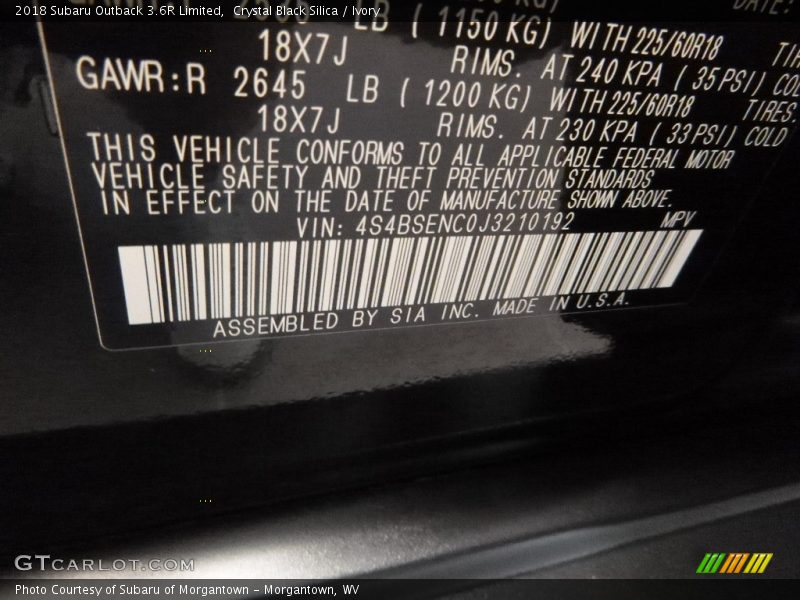 2018 Subaru Outback 3.6R Limited, Crystal Black Silica / Ivory
LB ( 1150 KG) WITH 225/60R18
18X7J RIMS. AT 240 KPA ( 35 PSI)
GAWR:R 2645 LB ( 1200 KG) WITH 225/60R18 TIRES.
18X7J RIMS. AT 230 KPA ( 33 PSI) COLD
THIS VEHICLE CONFORMS TO ALL APPLICABLE FEDERAL MOTOR
VEHICLE SAFETY AND THEFT PREVENTION STANDARDS
IN EFFECT ON THE DATE OF MANUFACTURE SHOWN ABOVE.
VIN: 4S4BSENC0J3210192 MPV
ASSEMBLED BY SIA INC. MADE IN U.S.A.
GTCARLOT.COM
Photo Courtesy of Subaru of Morgantown - Morgantown, WV